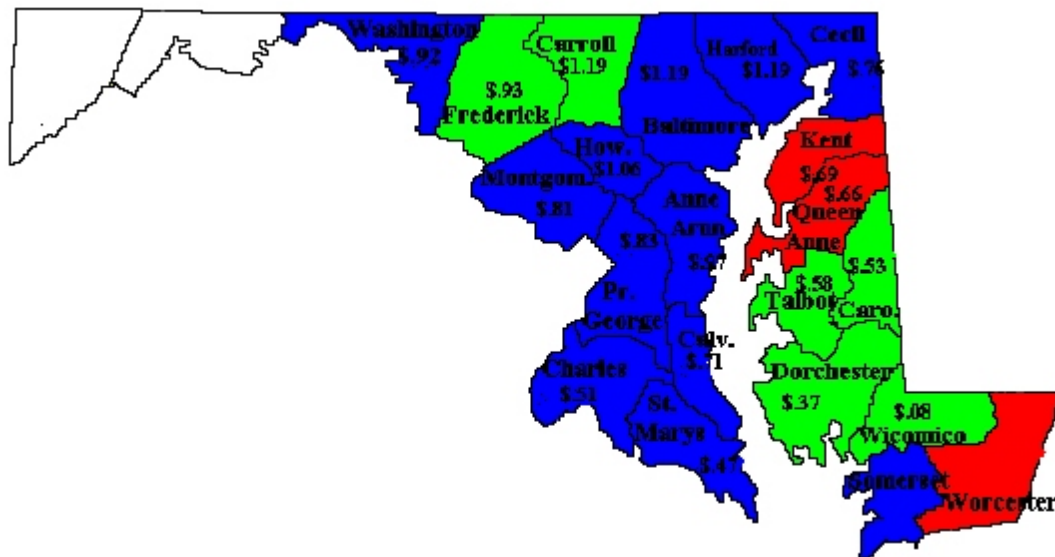 Washington
$.92
Carroll
$1.19
$.93
Frederick
$1.19
Baltimore
Harford
$1.19
Cecil
$.76
Kent
$.69
$.66
Queen
Anne
How.
$1.06
Montgom.
$.81
Anne
Arun.
$.97
$.83
Pr.
George
$.53
Caro.
$.58
Talbot
Calv.
$.71
Charles
$.51
St.
Marys
$.47
Dorchester
$.37
$.08
Wicomico
Somerset
Worcester